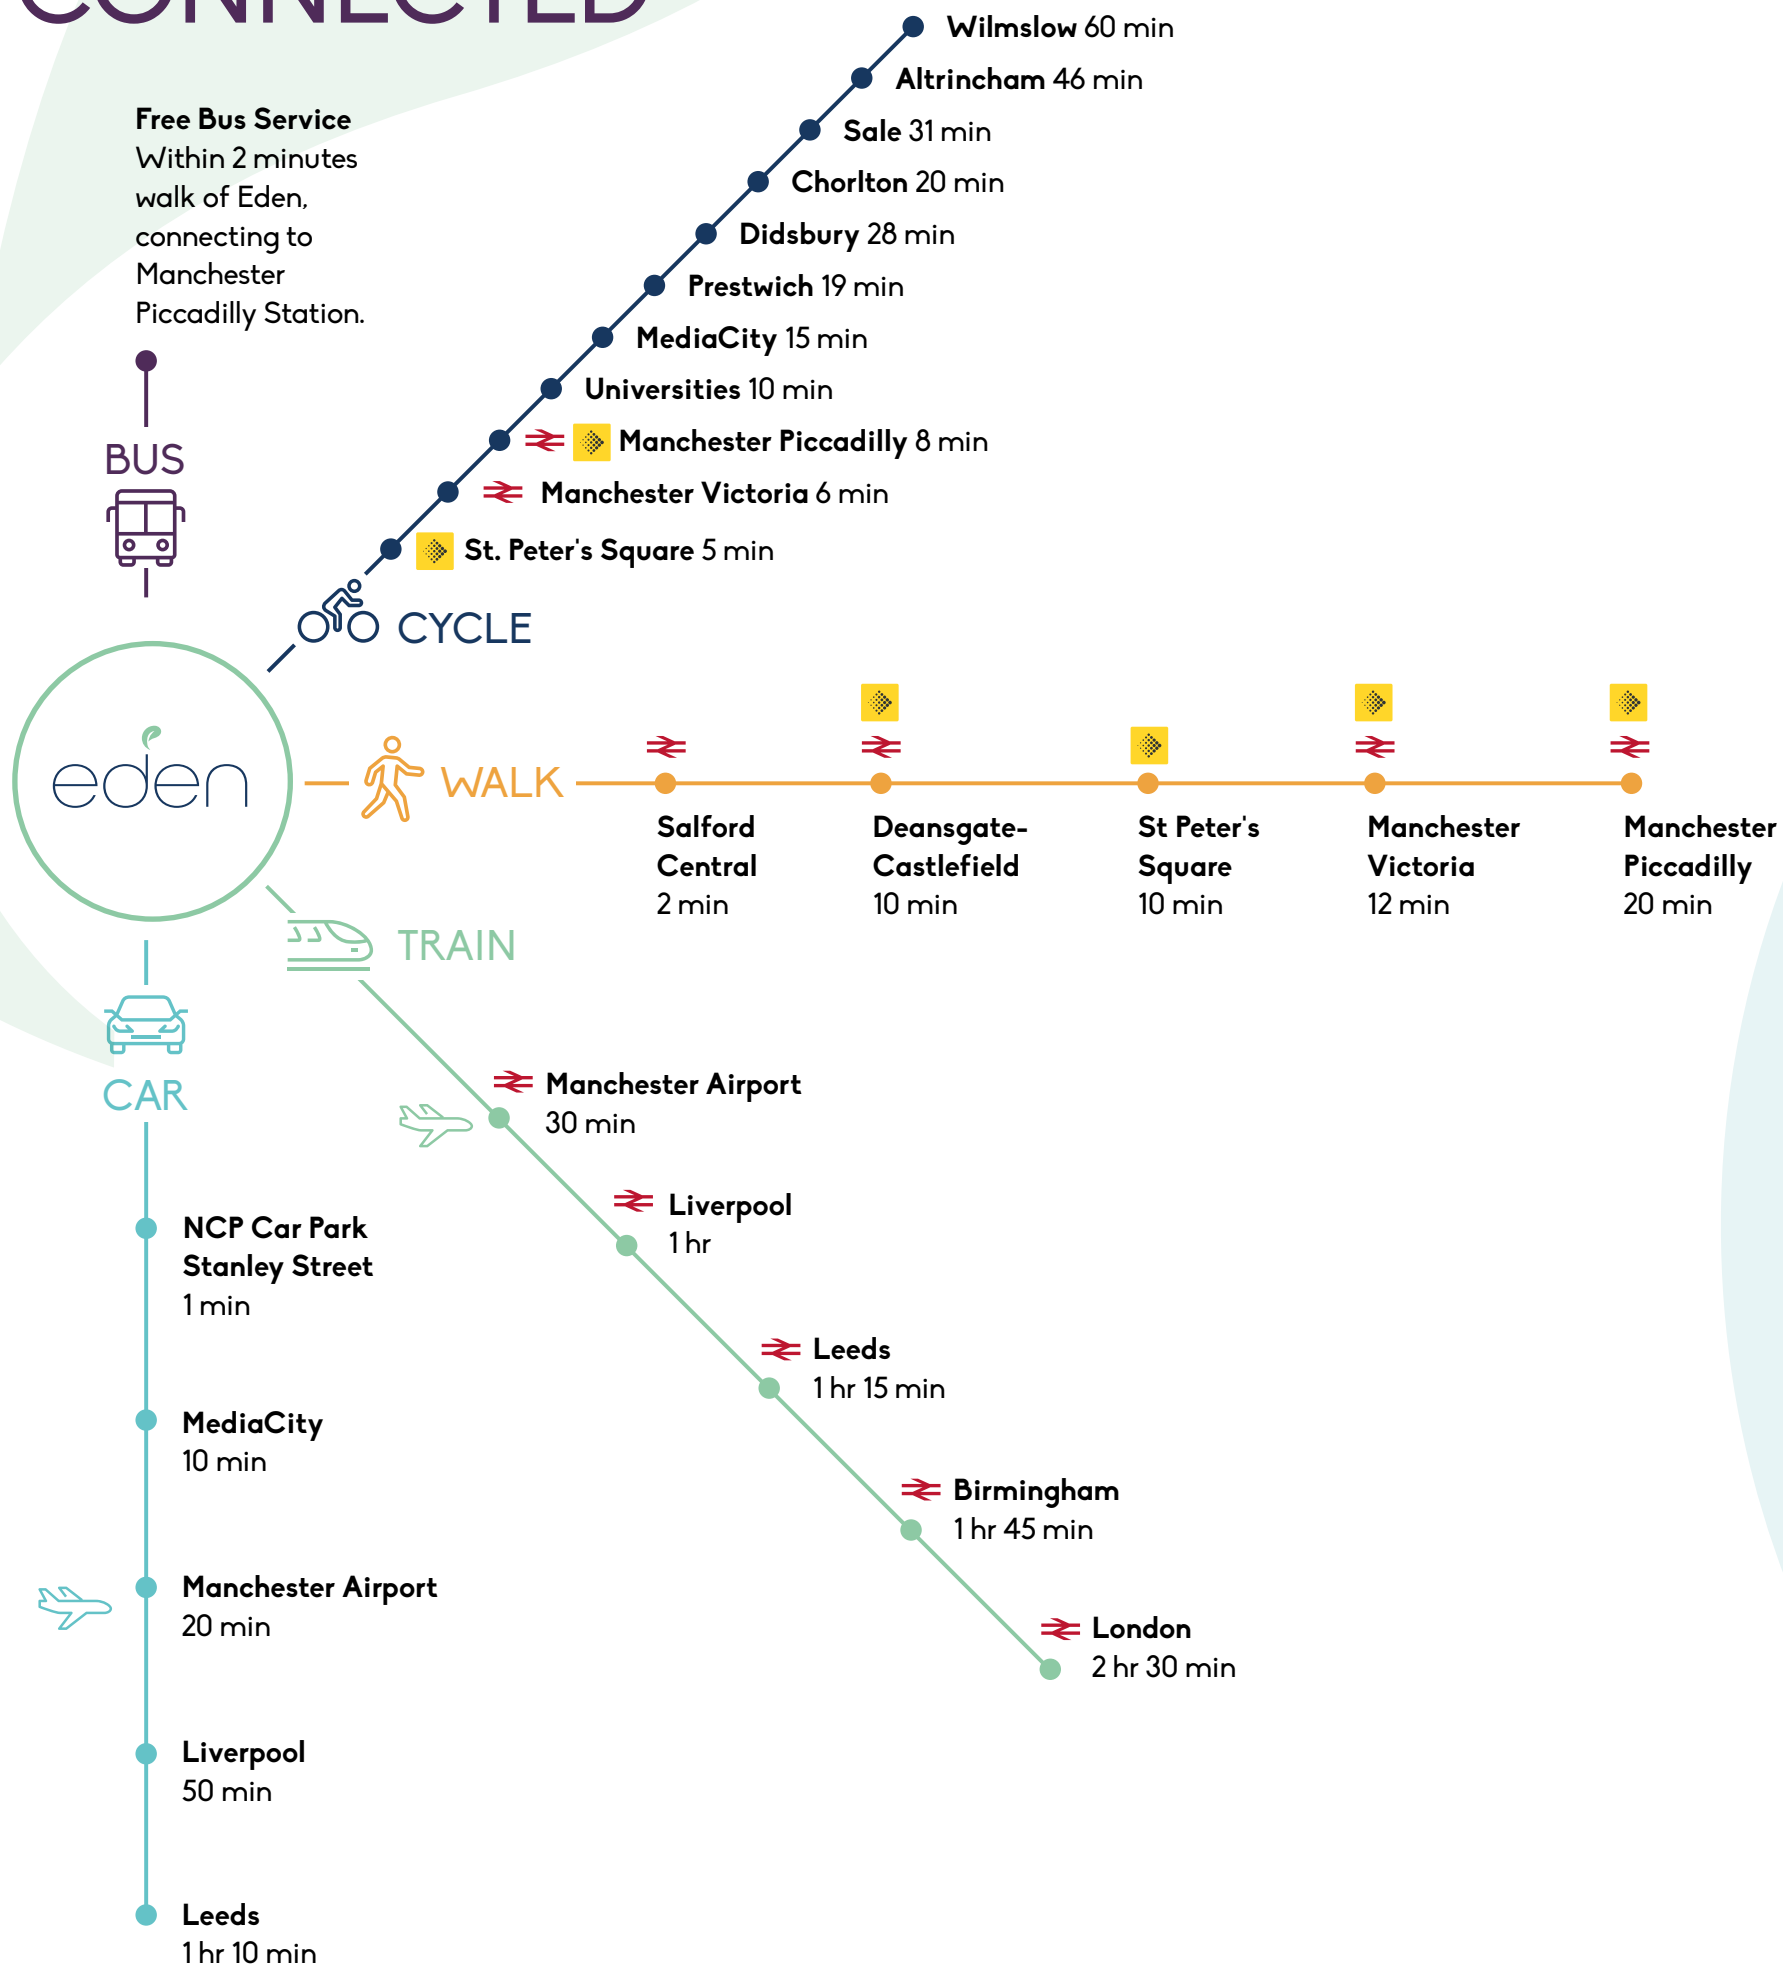 CONNECTED
Free Bus Service
Within 2 minutes
walk of Eden,
connecting to
Manchester
Piccadilly Station.
BUS
Wilmslow 60 min
Altrincham 46 min
Sale 31 min
Chorlton 20 min
Didsbury 28 min
Prestwich 19 min
MediaCity 15 min
Universities 10 min
Manchester Piccadilly 8 min
Manchester Victoria 6 min
St. Peter's Square 5 min
CYCLE
eden
WALK
Salford
Central
2 min
Deansgate-
Castlefield
10 min
St Peter's
Square
10 min
Manchester
Victoria
12 min
Manchester
Piccadilly
20 min
TRAIN
Manchester Airport
30 min
Liverpool
1 hr
Leeds
1 hr 15 min
Birmingham
1 hr 45 min
London
2 hr 30 min
CAR
NCP Car Park
Stanley Street
1 min
MediaCity
10 min
Manchester Airport
20 min
Liverpool
50 min
Leeds
1 hr 10 min